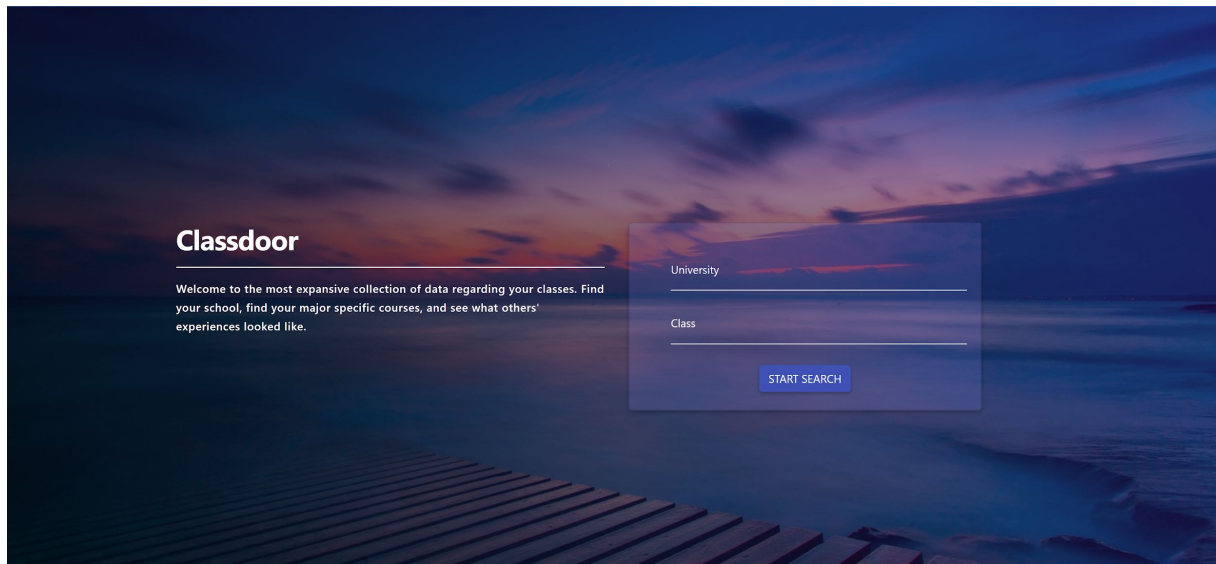 Classdoor
Welcome to the most expansive collection of data regarding your classes. Find
your school, find your major specific courses, and see what others'
experiences looked like.
University
Class
START SEARCH